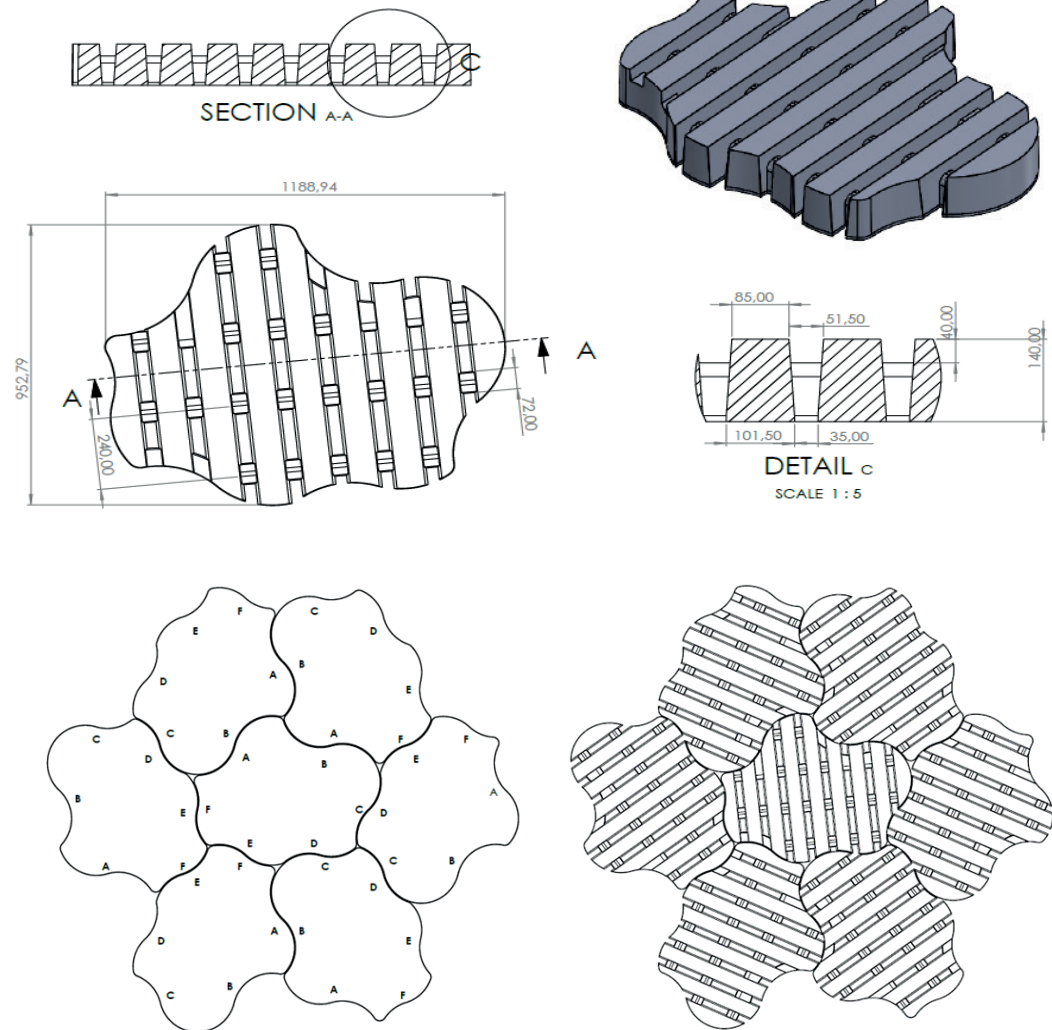 C
SECTION A-A
1188,94
952,79
A
A
240,00
72,00
85,00
51,50
40,00
140,00
101,50
35,00
DETAIL C
SCALE 1 : 5
F
C
E
D
B
A
D
E
C
B
A
F
C
D
A
B
E
F
B
E
F
C
D
A
A
F
E
D
C
B
E
D
F
E
F
C
D
D
A
B
E
C
B
A
F